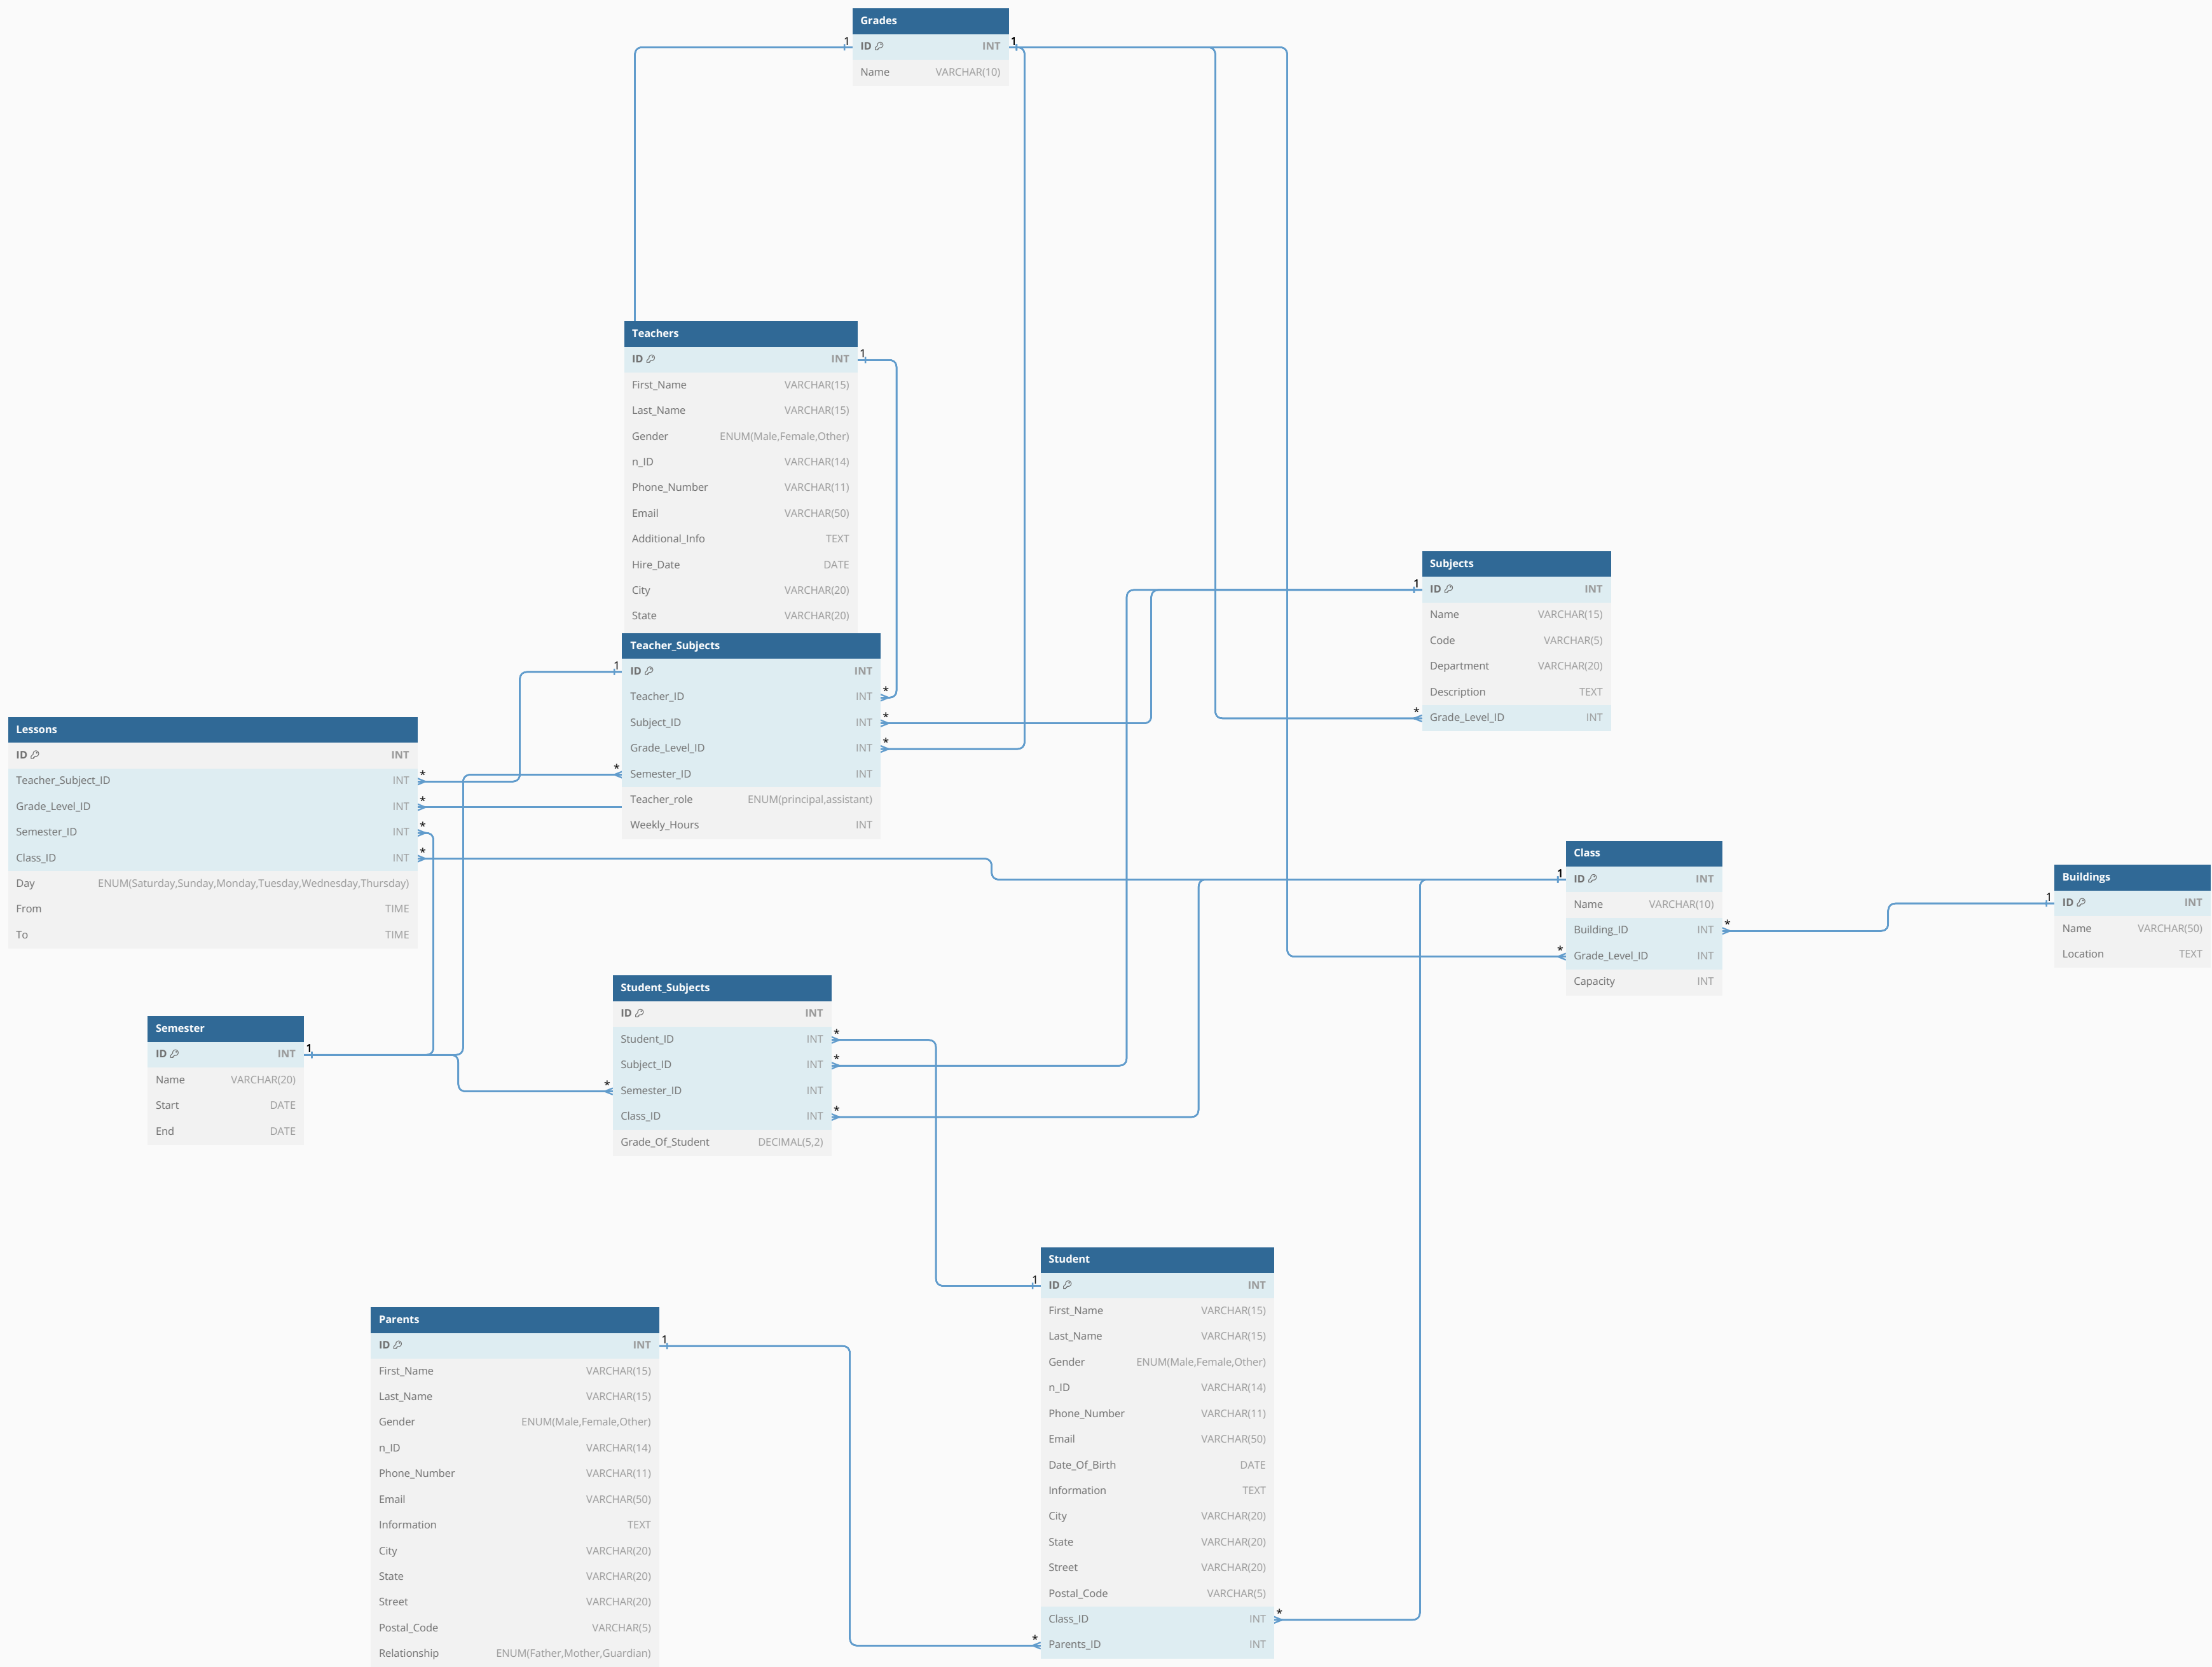 Grades
ID INT
Name VARCHAR(10)
1
1
Teachers
ID INT
First_Name VARCHAR(15)
Last_Name VARCHAR(15)
Gender ENUM(Male,Female,Other)
n_ID VARCHAR(14)
Phone_Number VARCHAR(11)
Email VARCHAR(50)
Additional_Info TEXT
Hire_Date DATE
City VARCHAR(20)
State VARCHAR(20)
1
Subjects
ID INT
Name VARCHAR(15)
Code VARCHAR(5)
Department VARCHAR(20)
Description TEXT
Grade_Level_ID INT
1
*
Teacher_Subjects
ID INT
Teacher_ID INT
Subject_ID INT
Grade_Level_ID INT
Semester_ID INT
Teacher_role ENUM(principal,assistant)
Weekly_Hours INT
1
*
*
*
*
Lessons
ID INT
Teacher_Subject_ID INT
Grade_Level_ID INT
Semester_ID INT
Class_ID INT
Day ENUM(Saturday,Sunday,Monday,Tuesday,Wednesday,Thursday)
From TIME
To TIME
*
*
*
*
Class
ID INT
Name VARCHAR(10)
Building_ID INT
Grade_Level_ID INT
Capacity INT
1
*
*
Buildings
ID INT
Name VARCHAR(50)
Location TEXT
1
Student_Subjects
ID INT
Student_ID INT
Subject_ID INT
Semester_ID INT
Class_ID INT
Grade_Of_Student DECIMAL(5,2)
*
*
*
*
Semester
ID INT
Name VARCHAR(20)
Start DATE
End DATE
1
Student
ID INT
First_Name VARCHAR(15)
Last_Name VARCHAR(15)
Gender ENUM(Male,Female,Other)
n_ID VARCHAR(14)
Phone_Number VARCHAR(11)
Email VARCHAR(50)
Date_Of_Birth DATE
Information TEXT
City VARCHAR(20)
State VARCHAR(20)
Street VARCHAR(20)
Postal_Code VARCHAR(5)
Class_ID INT
Parents_ID INT
1
*
*
Parents
ID INT
First_Name VARCHAR(15)
Last_Name VARCHAR(15)
Gender ENUM(Male,Female,Other)
n_ID VARCHAR(14)
Phone_Number VARCHAR(11)
Email VARCHAR(50)
Information TEXT
City VARCHAR(20)
State VARCHAR(20)
Street VARCHAR(20)
Postal_Code VARCHAR(5)
Relationship ENUM(Father,Mother,Guardian)
1